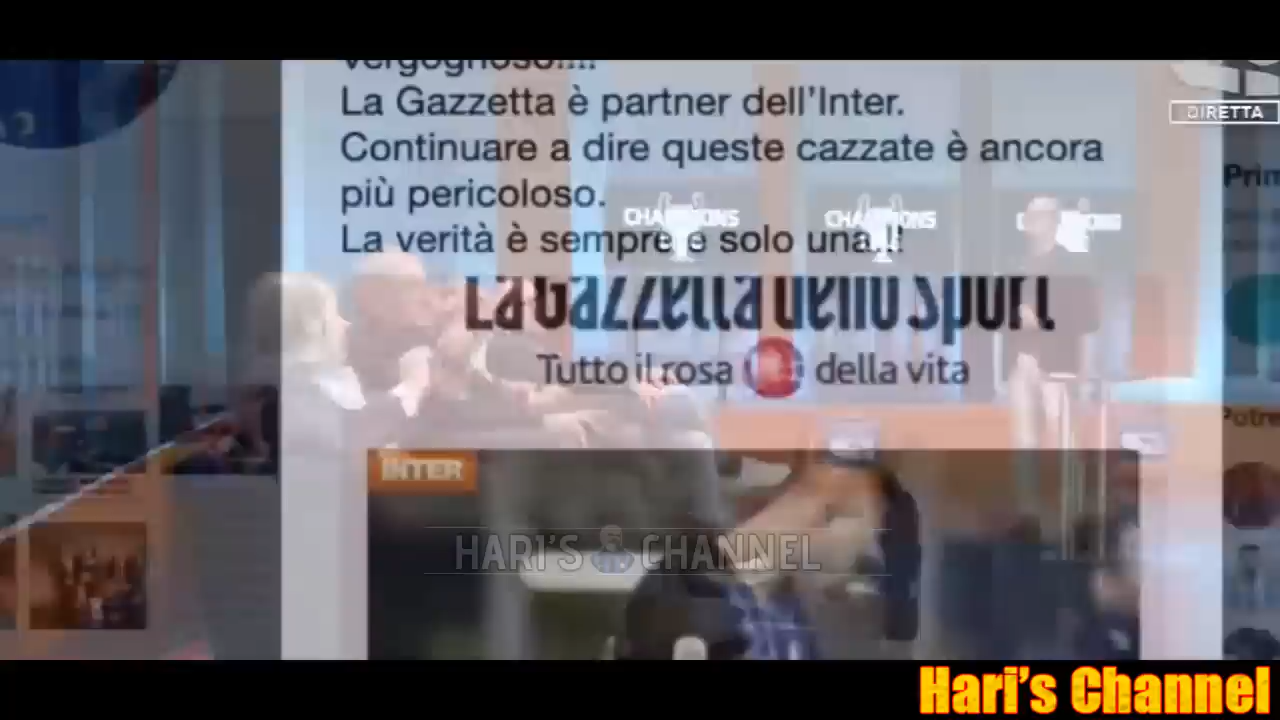 vergognoso!!!!
La Gazzetta è partner dell'Inter.
DIRETTA
Continuare a dire queste cazzate è ancora
più pericoloso.
La verità è sempre e solo una..!
CHAMPIONS CHAMPIONS
La Gazzetta dello Sport
Tutto il rosa della vita
INTER
HARI'S CHANNEL
Hari's Channel